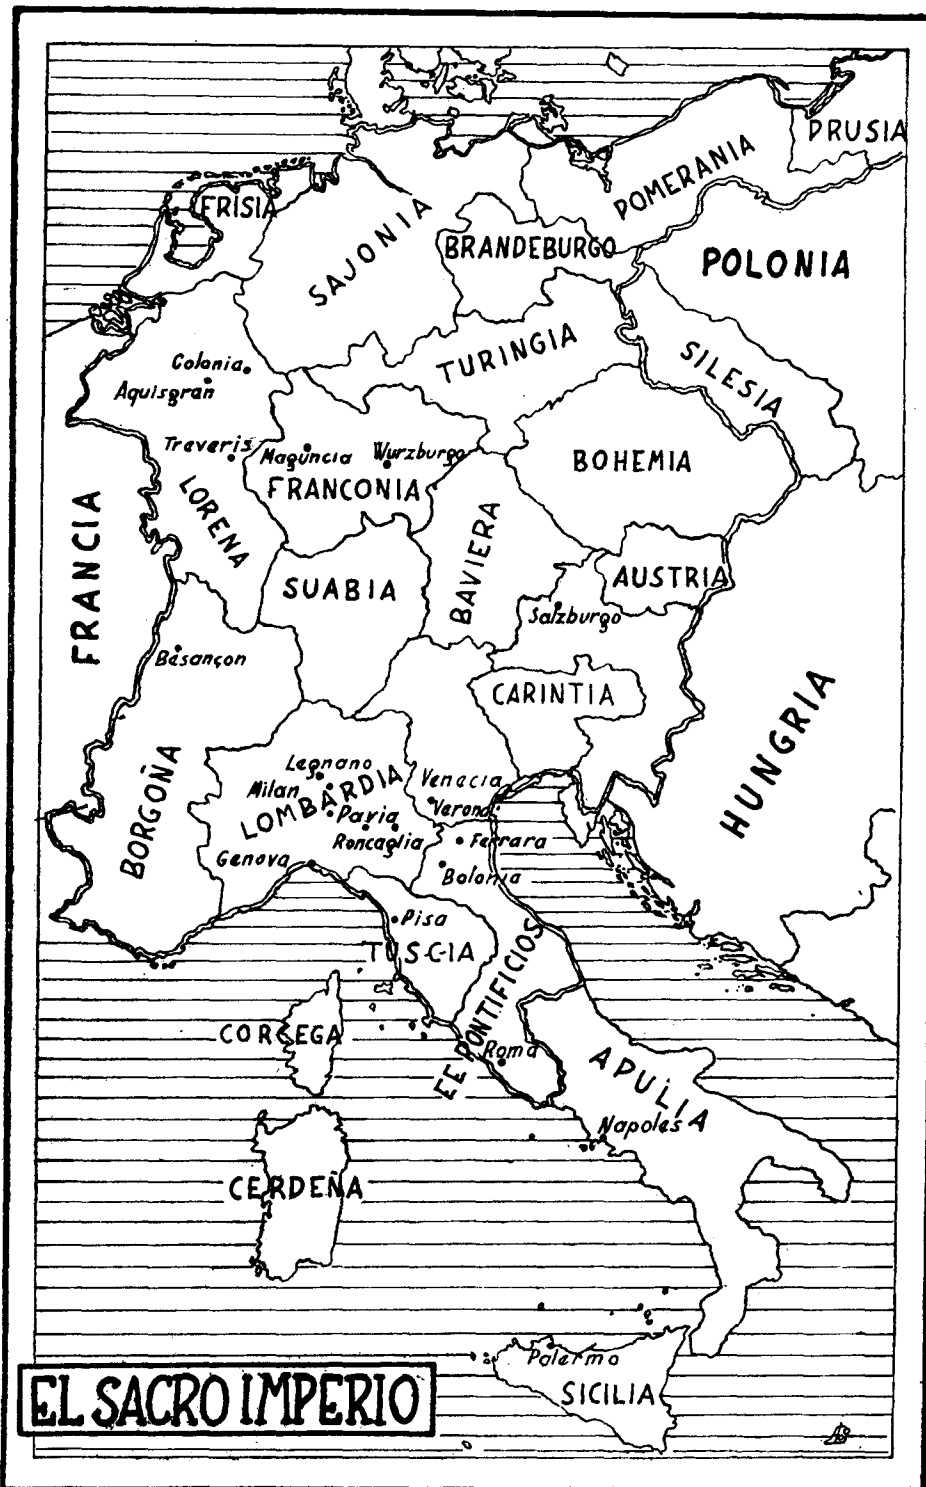 PRUSIA
POMERANIA
FRISIA
SAJONIA
BRANDEBURGO
POLONIA
TURINGIA
SILESIA
Colonia
Aquisgran
Treveris
Maguncia
Wurzburgo
FRANCONIA
BOHEMIA
LORENA
FRANCIA
BAVIERA
SUABIA
AUSTRIA
Salzburgo
Besançon
CARINTIA
HUNGRIA
BORGOÑA
Legnano
Milan
LOMBARDIA
Pavia
Roncaglia
Genova
Venecia
Verona
Ferrara
Bolonia
Pisa
TUSCIA
EE PONTIFICIOS
CORCEGA
Roma
APULIA
Napoles
CERDEÑA
Palermo
SICILIA
EL SACRO IMPERIO